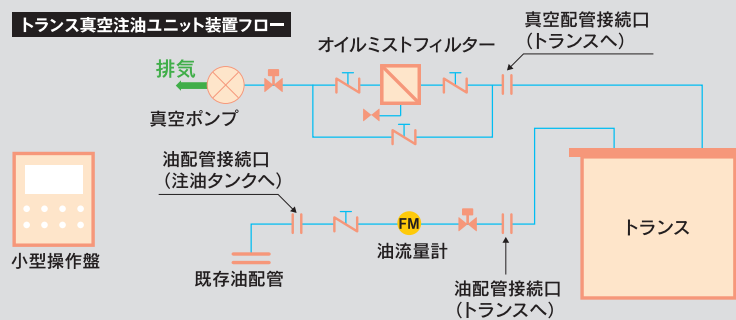 トランス真空注油ユニット装置フロー
真空配管接続口
（トランスへ）
オイルミストフィルター
排気
真空ポンプ
油配管接続口
（注油タンクへ）
トランス
FM
油流量計
小型操作盤
既存油配管
油配管接続口
（トランスへ）